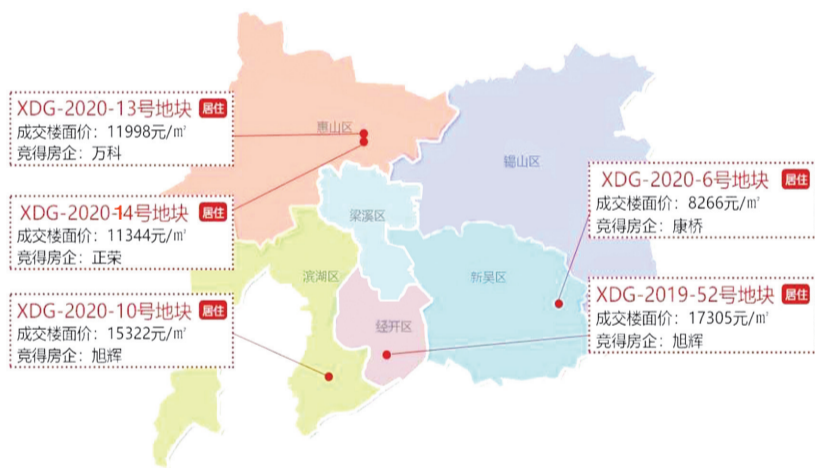 XDG-2020-13号地块 居住
成交楼面价：11998元/㎡
竞得房企：万科
XDG-2020-14号地块 居住
成交楼面价：11344元/㎡
竞得房企：正荣
XDG-2020-10号地块 居住
成交楼面价：15322元/㎡
竞得房企：旭辉
惠山区
锡山区
梁溪区
滨湖区
新吴区
经开区
XDG-2020-6号地块 居住
成交楼面价：8266元/㎡
竞得房企：康桥
XDG-2019-52号地块 居住
成交楼面价：17305元/㎡
竞得房企：旭辉